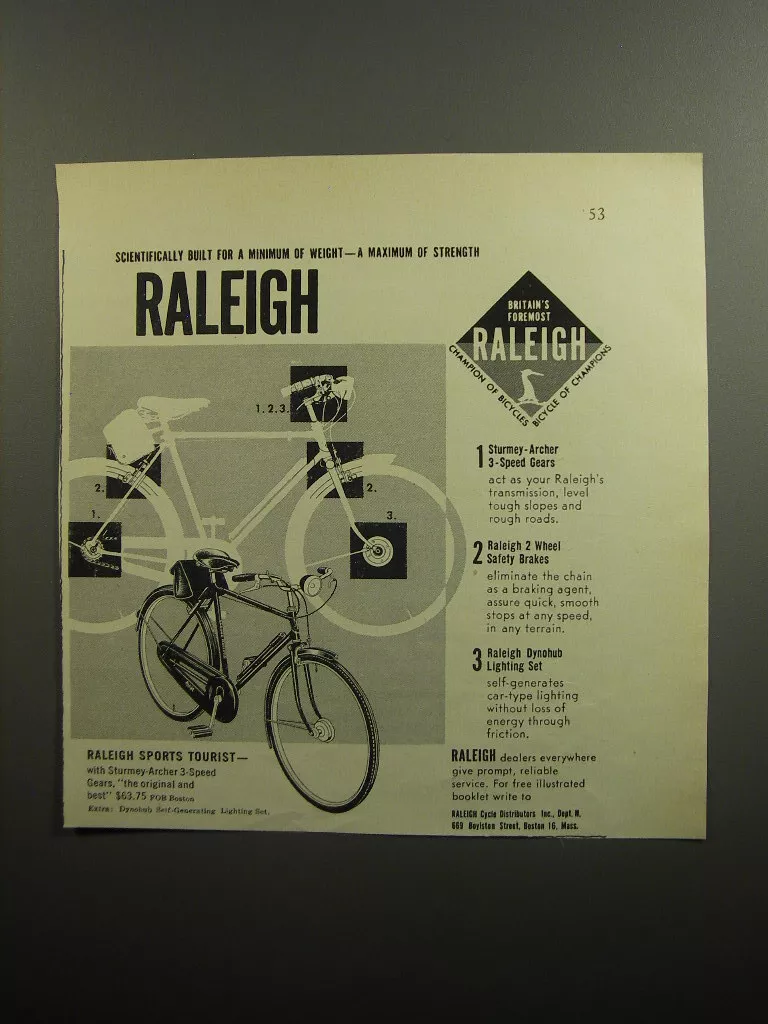 53
SCIENTIFICALLY BUILT FOR A MINIMUM OF WEIGHT—A MAXIMUM OF STRENGTH
RALEIGH
BRITAIN'S
FOREMOST
RALEIGH
CHAMPION OF BICYCLES
BICYCLE OF CHAMPIONS
1.2.3.
2.
2.
1.
3.
1 Sturmey-Archer
3-Speed Gears
act as your Raleigh's
transmission, level
tough slopes and
rough roads.
2 Raleigh 2 Wheel
Safety Brakes
eliminate the chain
as a braking agent,
assure quick, smooth
stops at any speed,
in any terrain.
3 Raleigh Dynohub
Lighting Set
self-generates
car-type lighting
without loss of
energy through
friction.
RALEIGH SPORTS TOURIST—
with Sturmey-Archer 3-Speed
Gears, "the original and
best" $63.75 FOB Boston
Extra: Dynohub Self-Generating Lighting Set.
RALEIGH dealers everywhere
give prompt, reliable
service. For free illustrated
booklet write to
RALEIGH Cycle Distributors Inc., Dept. N,
669 Boylston Street, Boston 16, Mass.